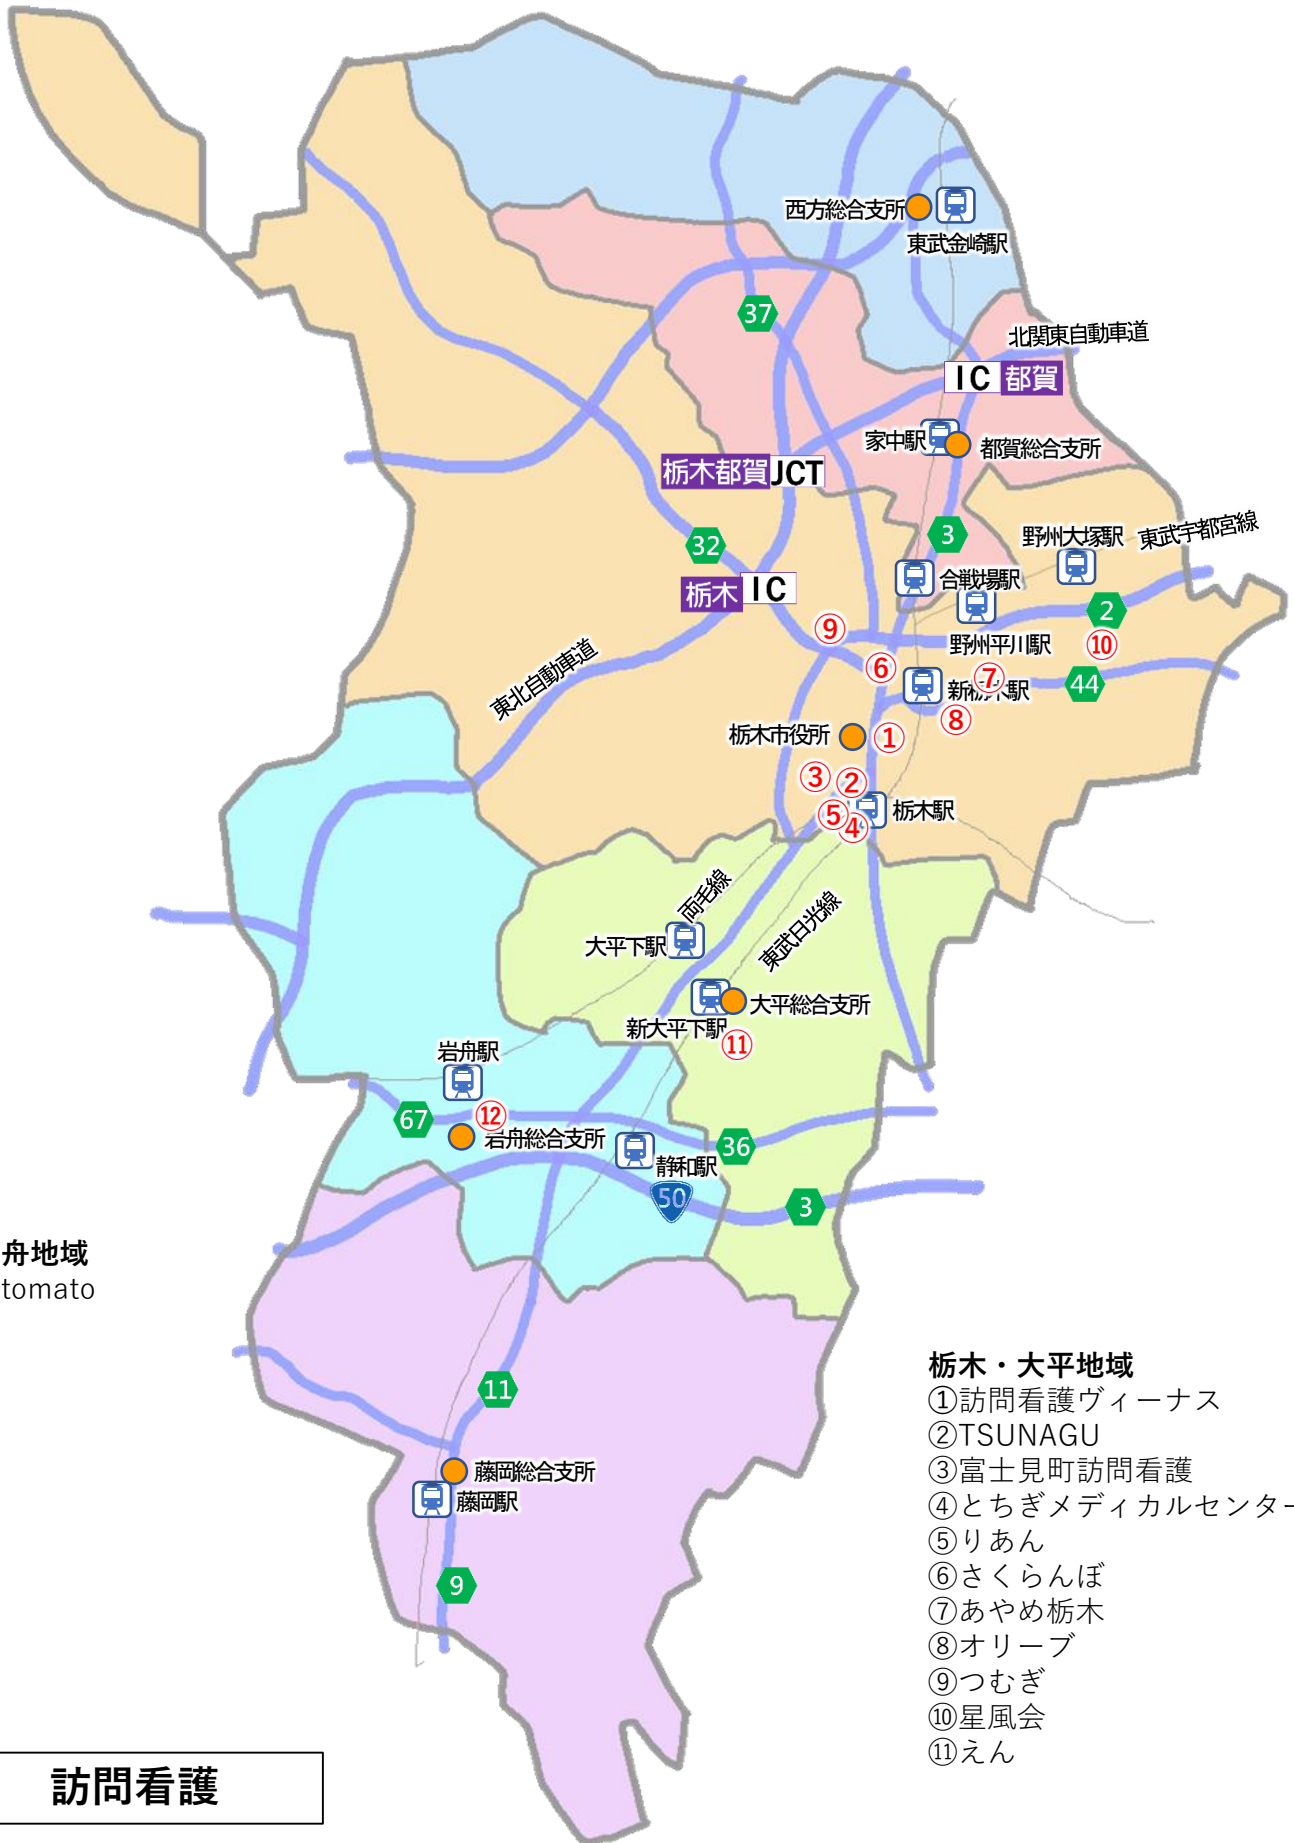 西方総合支所
東武金崎駅
37
北関東自動車道
IC 都賀
家中駅
都賀総合支所
栃木都賀JCT
3
野州大塚駅
東武宇都宮線
32
合戦場駅
栃木 IC
2
⑨
野州平川駅
⑩
⑥
⑦
44
新栃木駅
東北自動車道
⑧
栃木市役所
①
③
②
⑤
栃木駅
④
両毛線
東武日光線
大平下駅
大平総合支所
新大平下駅
⑪
岩舟駅
67
⑫
岩舟総合支所
36
静和駅
50
3
舟地域
tomato
11
藤岡総合支所
藤岡駅
9
栃木・大平地域
①訪問看護ヴィーナス
②TSUNAGU
③富士見町訪問看護
④とちぎメディカルセンター
⑤りあん
⑥さくらんぼ
⑦あやめ栃木
⑧オリーブ
⑨つむぎ
⑩星風会
⑪えん
訪問看護